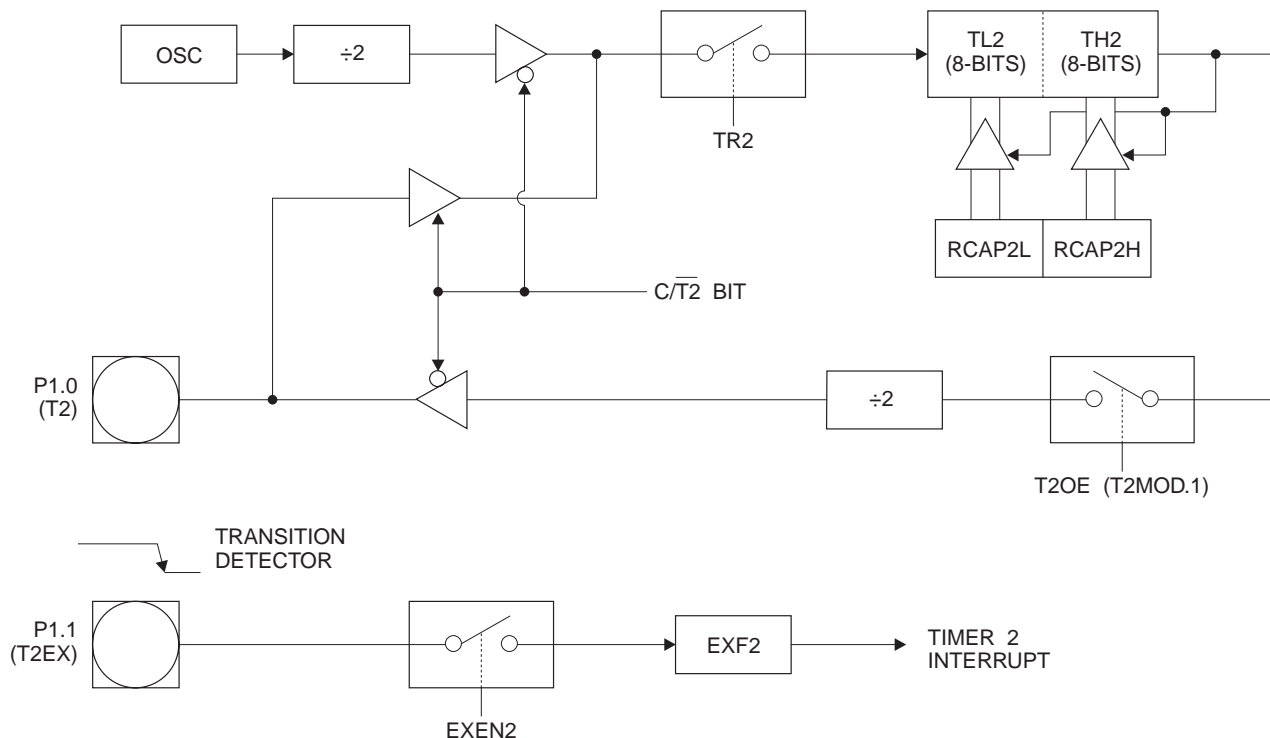 OSC
÷2
TR2
TL2
(8-BITS)
TH2
(8-BITS)
RCAP2L
RCAP2H
C/T̅2̅ BIT
P1.0
(T2)
÷2
T2OE (T2MOD.1)
TRANSITION
DETECTOR
P1.1
(T2EX)
EXEN2
EXF2
TIMER 2
INTERRUPT